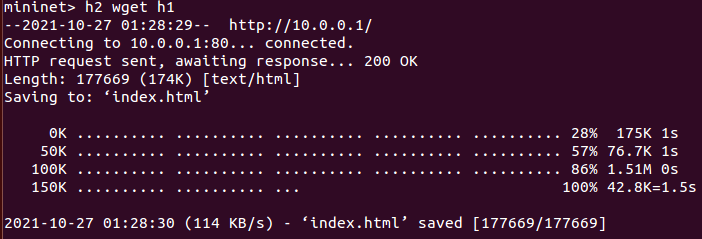 mininet> h2 wget h1
--2021-10-27 01:28:29--  http://10.0.0.1/
Connecting to 10.0.0.1:80... connected.
HTTP request sent, awaiting response... 200 OK
Length: 177669 (174K) [text/html]
Saving to: ‘index.html’

     0K .......... .......... .......... .......... .......... 28%  175K 1s
    50K .......... .......... .......... .......... .......... 57% 76.7K 1s
   100K .......... .......... .......... .......... .......... 86% 1.51M 0s
   150K .......... .......... ...                             100% 42.8K=1.5s

2021-10-27 01:28:30 (114 KB/s) - ‘index.html’ saved [177669/177669]